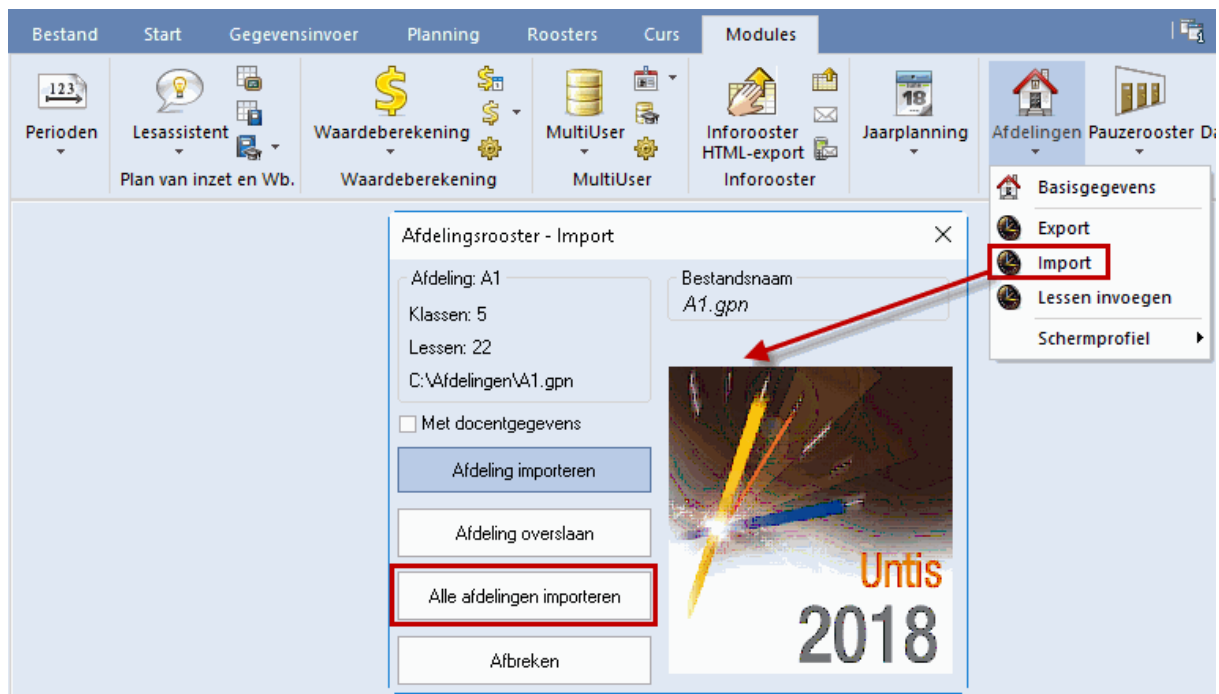 Bestand Start Gegevensinvoer Planning Roosters Curs Modules
123
18
Perioden Lesassistent Waardeberekening MultiUser Inforooster Jaarplanning Afdelingen Pauzerooster Da
HTML-export
Plan van inzet en Wb. Waardeberekening MultiUser Inforooster
Basisgegevens
Export
Import
Lessen invoegen
Schermprofiel
Afdelingsrooster - Import
Afdeling: A1
Klassen: 5
Lessen: 22
C:\Afdelingen\A1.gpn
Bestandsnaam
A1.gpn
Met docentgegevens
Afdeling importeren
Afdeling overslaan
Alle afdelingen importeren
Afbreken
Untis
2018